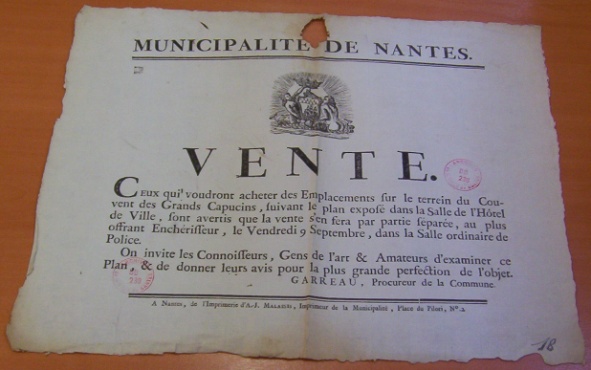 MUNICIPALITÉ DE NANTES.
VENTE.
CEUX qui voudront acheter des Emplacements sur le terrein du Cou-
vent des Grands Capucins, suivant le plan exposé dans la Salle de l'Hôtel
de Ville, sont avertis que la vente s'en fera par partie séparée, au plus
offrant Enchérisseur, le Vendredi 9 Septembre, dans la Salle ordinaire de
Police.
On invite les Connoisseurs, Gens de l'art & Amateurs d'examiner ce
Plan, & de donner leurs avis pour la plus grande perfection de l'objet.
GARREAU, Procureur de la Commune
A NANTES, de l'Imprimerie d'A.-J. MALASSIS, Imprimeur de la Municipalité, Place du Pilori, N°. 2
18